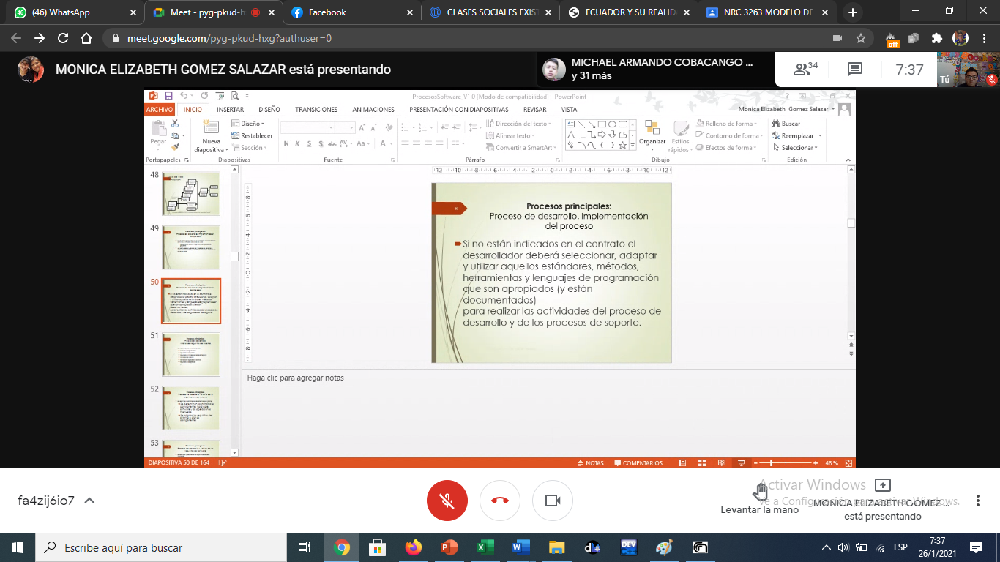 (46) WhatsApp
Meet - pyg-pkud-h
Facebook
CLASES SOCIALES EXIS
ECUADOR Y SU REALID
NRC 3263 MODELO DE
meet.google.com/pyg-pkud-hxg?authuser=0
off
MONICA ELIZABETH GOMEZ SALAZAR está presentando
MICHAEL ARMANDO COBACANGO ...
y 31 más
34
7:37
Tú
ProcesosSoftware_V1.0 [Modo de compatibilidad] - PowerPoint
ARCHIVO INICIO INSERTAR DISEÑO TRANSICIONES ANIMACIONES PRESENTACIÓN CON DIAPOSITIVAS REVISAR VISTA
Monica Elizabeth Gomez Salazar
Pegar
Nueva
diapositiva
Diseño
Restablecer
Sección
Dirección del texto
Alinear texto
Convertir a SmartArt
Organizar
Estilos
rápidos
Relleno de forma
Contorno de forma
Efectos de forma
Buscar
Reemplazar
Seleccionar
Portapapeles Diapositivas Fuente Párrafo Dibujo Edición
48
49
50
51
52
53
Procesos principales:
Proceso de desarrollo. Implementación
del proceso
Si no están indicados en el contrato el
desarrollador deberá seleccionar, adaptar
y utilizar aquellos estándares, métodos,
herramientas y lenguajes de programación
que son apropiados (y están
documentados)
para realizar las actividades del proceso de
desarrollo y de los procesos de soporte.
Haga clic para agregar notas
DIAPOSITIVA 50 DE 164
NOTAS
COMENTARIOS
48 %
fa4zij6io7
Activar Windows
Ve a Configuración para activar Windows.
Levantar la mano
MONICA ELIZABETH GOMEZ ...
está presentando
Escribe aquí para buscar
DEV
ESP
7:37
26/1/2021